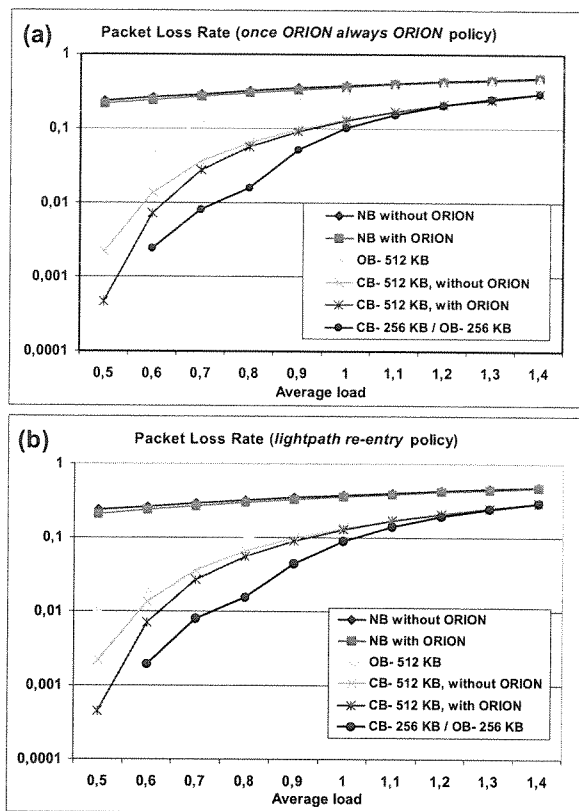 (a)
Packet Loss Rate (once ORION always ORION policy)
1
0,1
0,01
0,001
0,0001
NB without ORION
NB with ORION
OB- 512 KB
CB- 512 KB, without ORION
CB- 512 KB, with ORION
CB- 256 KB / OB- 256 KB
0,5 0,6 0,7 0,8 0,9 1 1,1 1,2 1,3 1,4
Average load
(b)
Packet Loss Rate (lightpath re-entry policy)
1
0,1
0,01
0,001
0,0001
NB without ORION
NB with ORION
OB- 512 KB
CB- 512 KB, without ORION
CB- 512 KB, with ORION
CB- 256 KB / OB- 256 KB
0,5 0,6 0,7 0,8 0,9 1 1,1 1,2 1,3 1,4
Average load